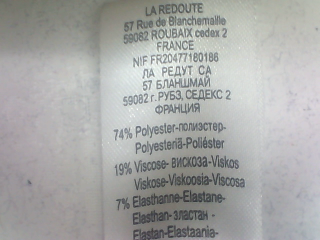 LA REDOUTE
57 Rue de Blanchemaille
59082 ROUBAIX cedex 2
FRANCE
NIF FR20477180186
ЛА РЕДУТ СА
57 БЛАНШМАЙ
59082 г. РУБЭ, СЕДЕКС 2
ФРАНЦИЯ
74% Polyester-полиэстер-
Polyesteriä-Poliéster
19% Viscose- вискоза-Viskos
Viskose-Viskoosia-Viscosa
7% Elasthanne-Elastane-
Elasthan-эластан -
Elastan-Elastaania-